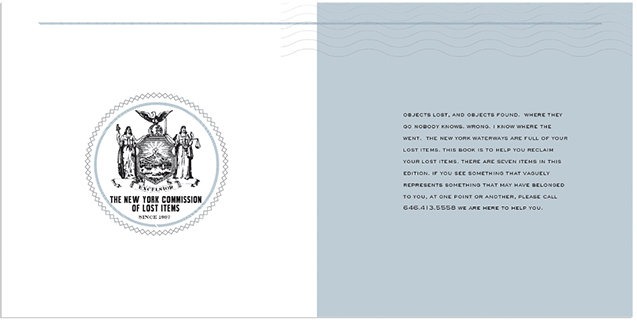 EXCELSIOR
THE NEW YORK COMMISSION
OF LOST ITEMS
SINCE 1907
OBJECTS LOST, AND OBJECTS FOUND. WHERE THEY
GO NOBODY KNOWS. WRONG. I KNOW WHERE THE
WENT. THE NEW YORK WATERWAYS ARE FULL OF YOUR
LOST ITEMS. THIS BOOK IS TO HELP YOU RECLAIM
YOUR LOST ITEMS. THERE ARE SEVEN ITEMS IN THIS
EDITION. IF YOU SEE SOMETHING THAT VAGUELY
REPRESENTS SOMETHING THAT MAY HAVE BELONGED
TO YOU, AT ONE POINT OR ANOTHER, PLEASE CALL
646.413.5558 WE ARE HERE TO HELP YOU.